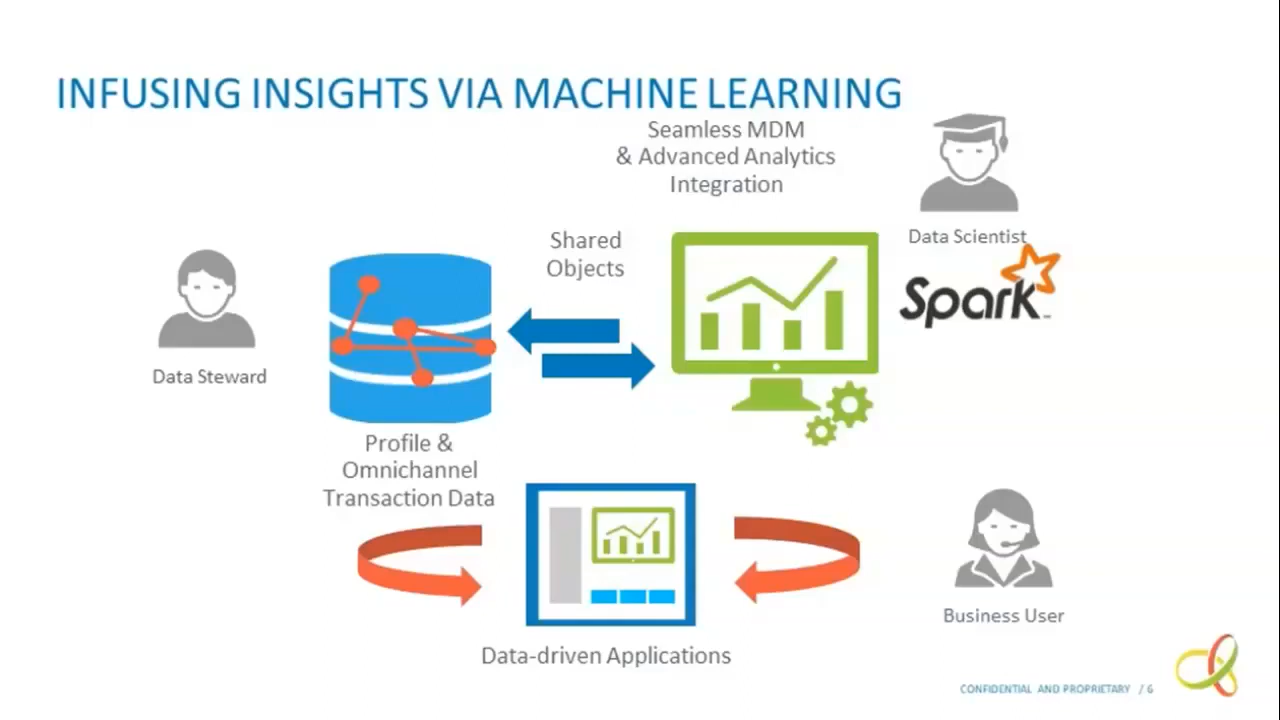 INFUSING INSIGHTS VIA MACHINE LEARNING
Seamless MDM
& Advanced Analytics
Integration
Data Scientist
Spark
Shared
Objects
Data Steward
Profile &
Omnichannel
Transaction Data
Business User
Data-driven Applications
CONFIDENTIAL AND PROPRIETARY / 6